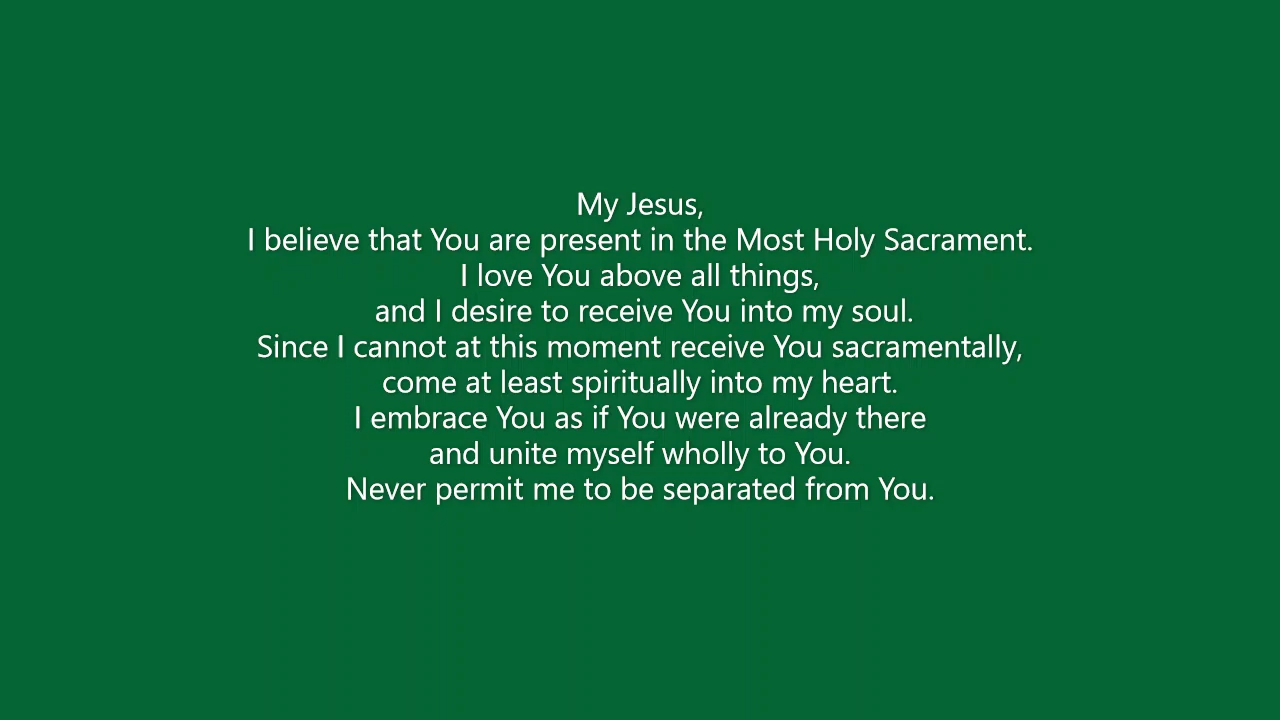 My Jesus,
I believe that You are present in the Most Holy Sacrament.
I love You above all things,
and I desire to receive You into my soul.
Since I cannot at this moment receive You sacramentally,
come at least spiritually into my heart.
I embrace You as if You were already there
and unite myself wholly to You.
Never permit me to be separated from You.